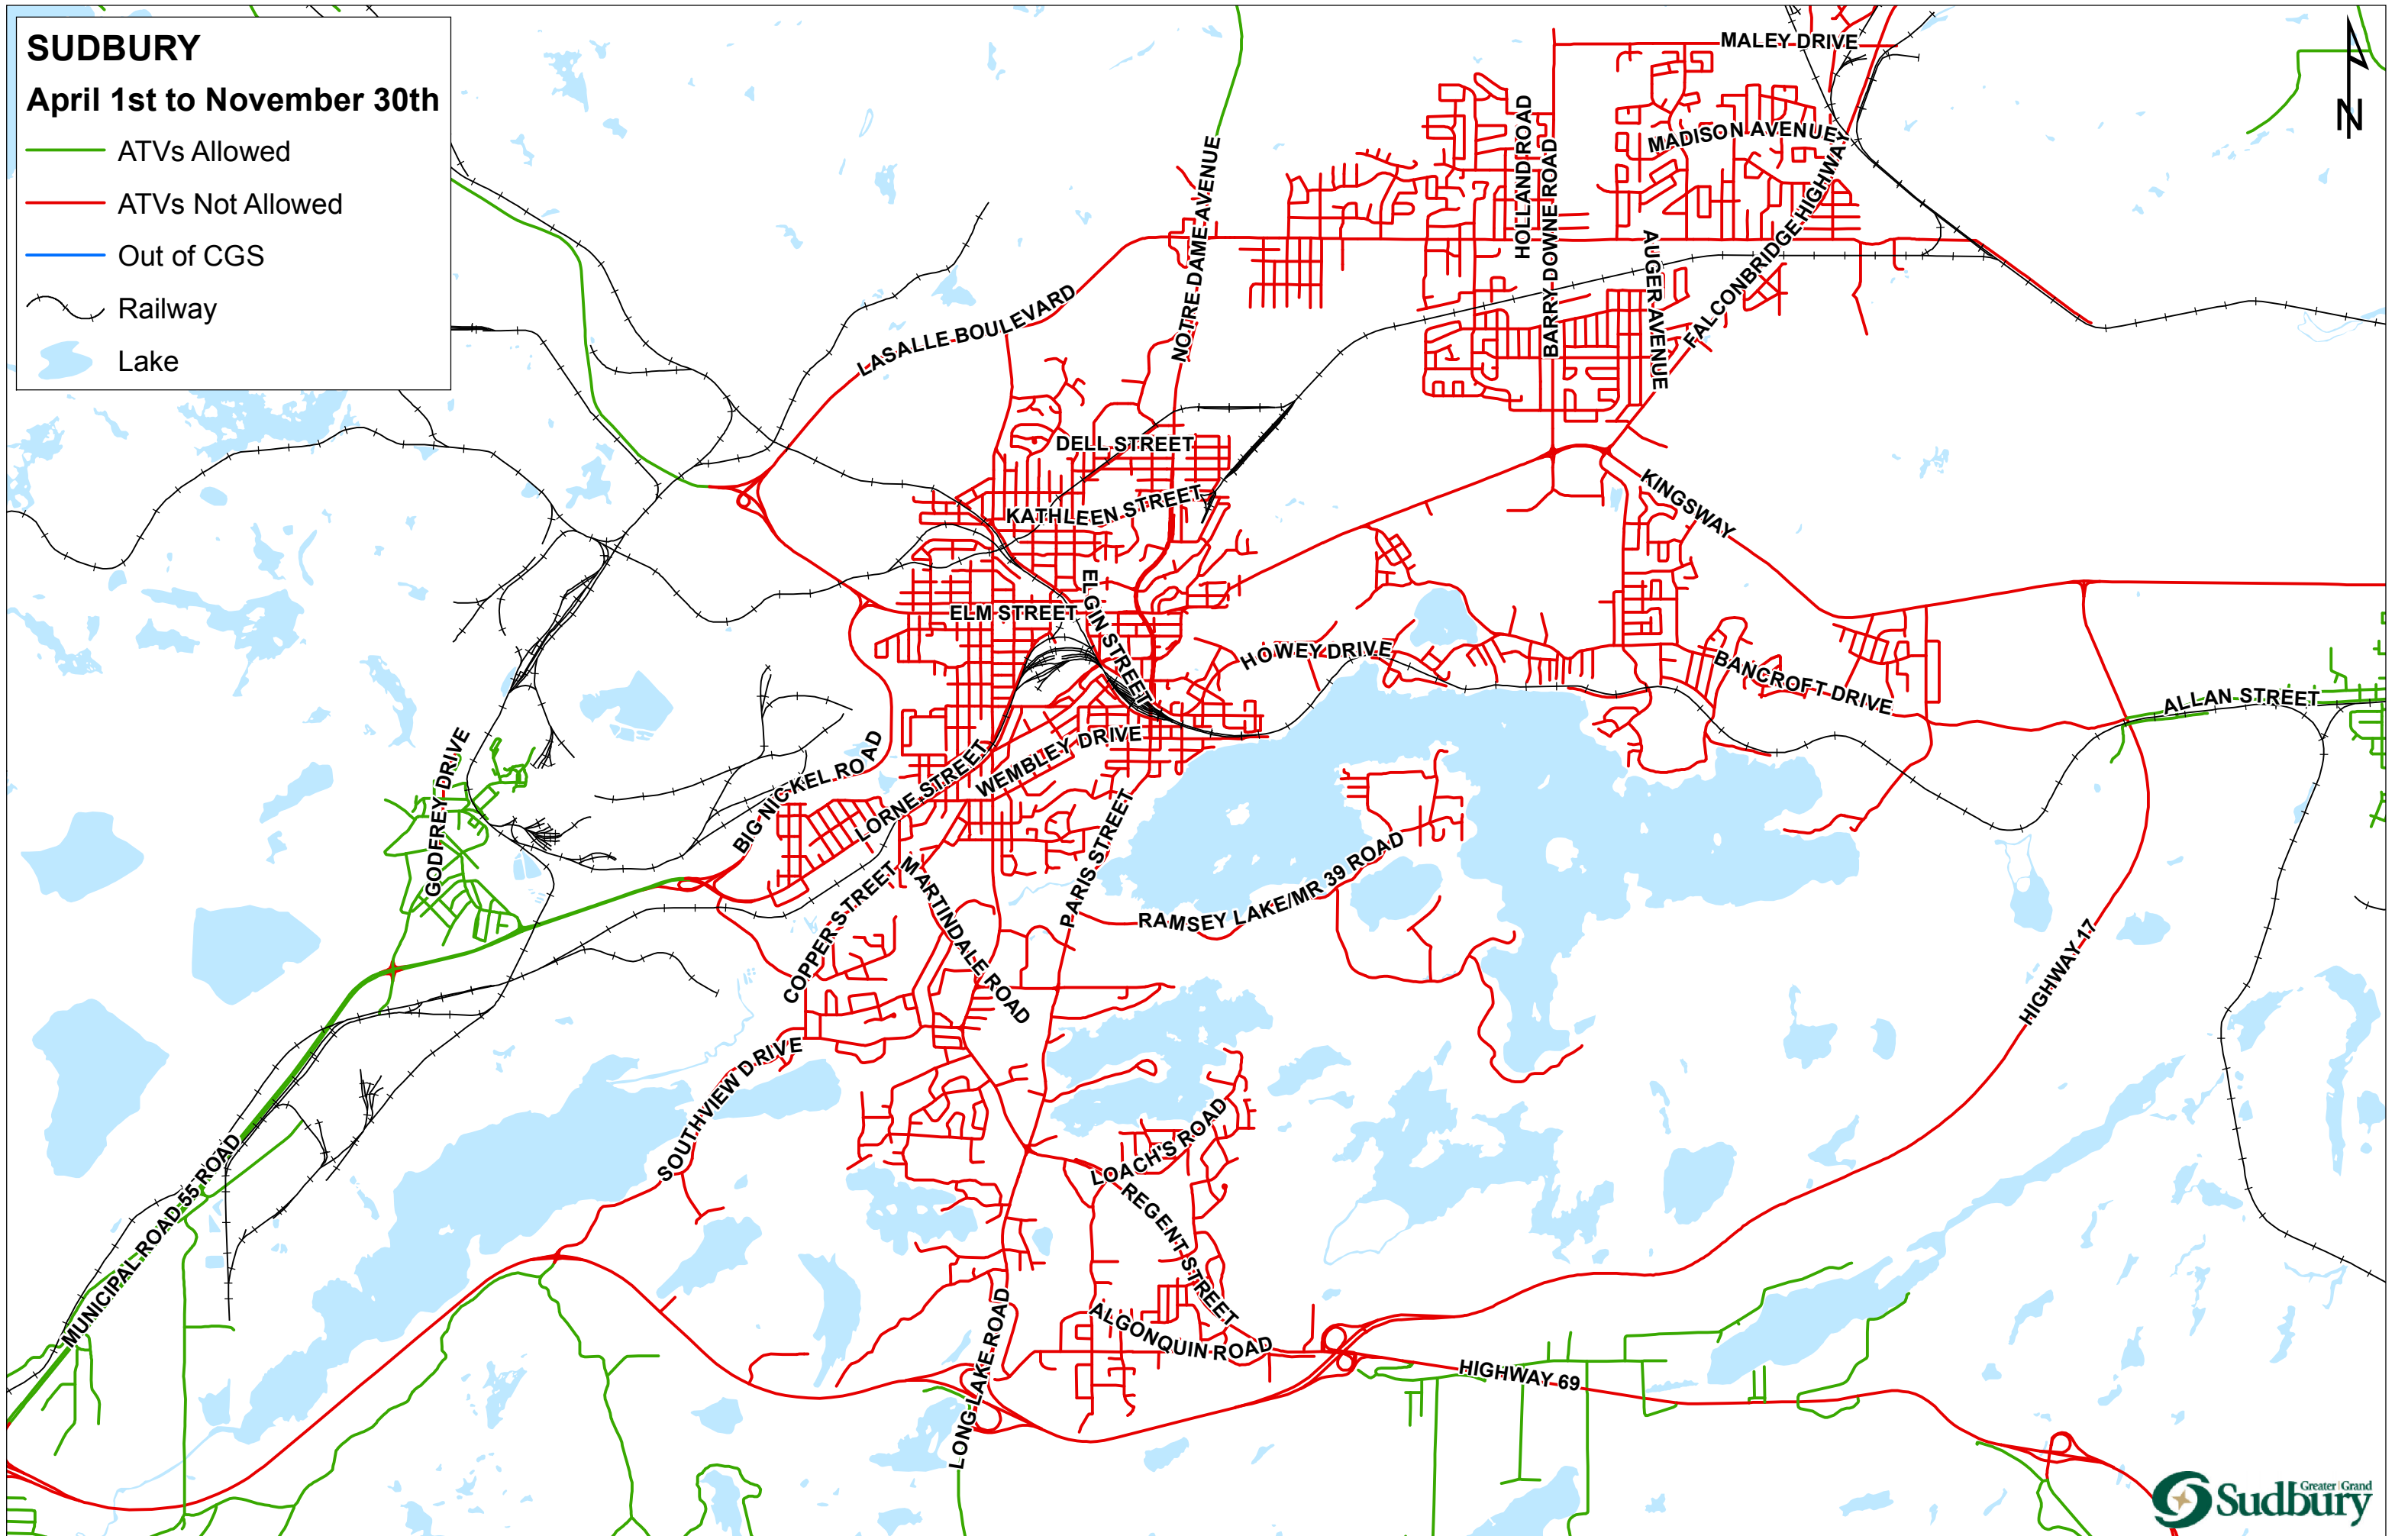 SUDBURY
April 1st to November 30th
ATVs Allowed
ATVs Not Allowed
Out of CGS
Railway
Lake
N
MALEY DRIVE
MADISON AVENUE
HOLLAND ROAD
BARRY DOWNE ROAD
AUGER AVENUE
FALCONBRIDGE HIGHWAY
NOTRE DAME AVENUE
LASALLE BOULEVARD
DELL STREET
KATHLEEN STREET
KINGSWAY
ELM STREET
ELGIN STREET
HOWEY DRIVE
BANCROFT DRIVE
ALLAN STREET
GODFREY DRIVE
BIG NICKEL ROAD
LORNE STREET
WEMBLEY DRIVE
PARIS STREET
RAMSEY LAKE/MR 39 ROAD
COPPER STREET
MARTINDALE ROAD
HIGHWAY 17
SOUTHVIEW DRIVE
LOACH'S ROAD
REGENT STREET
MUNICIPAL ROAD 55 ROAD
ALGONQUIN ROAD
LONG LAKE ROAD
HIGHWAY 69
Greater Grand
Sudbury